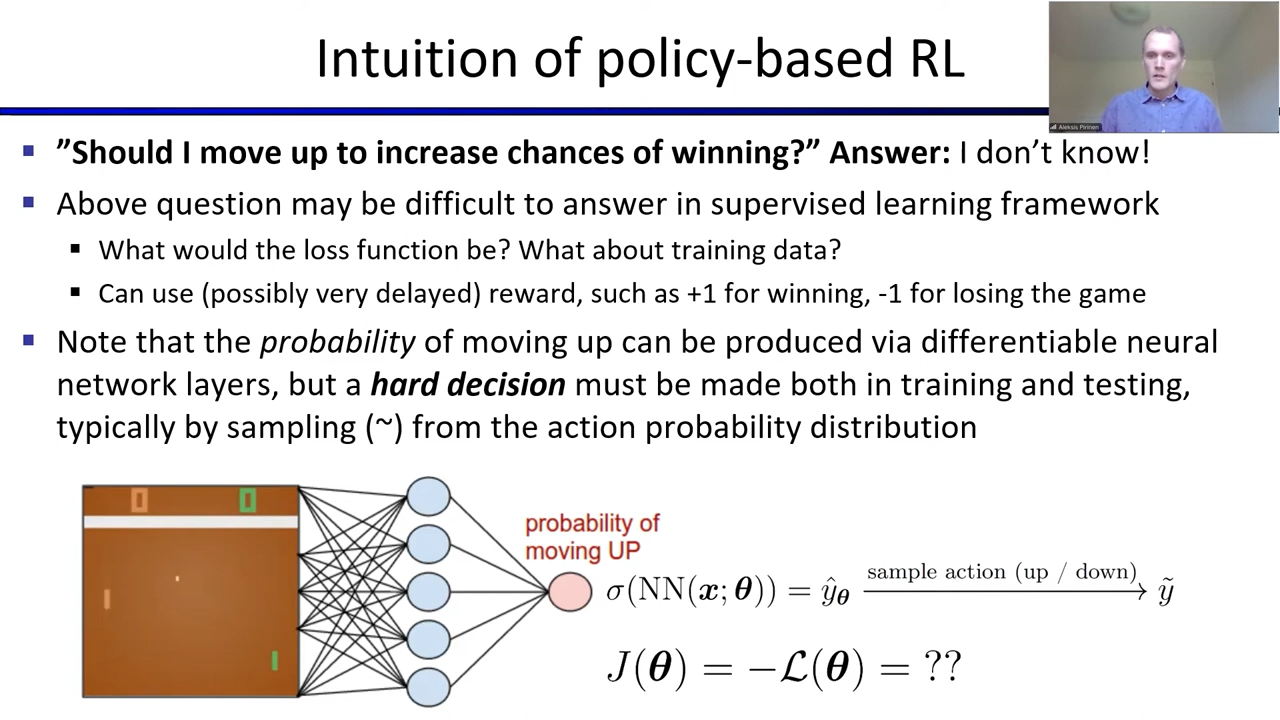 Intuition of policy-based RL
Aleksis Pirinen
▪ ”Should I move up to increase chances of winning?” Answer: I don’t know!
▪ Above question may be difficult to answer in supervised learning framework
▪ What would the loss function be? What about training data?
▪ Can use (possibly very delayed) reward, such as +1 for winning, -1 for losing the game
▪ Note that the probability of moving up can be produced via differentiable neural
network layers, but a hard decision must be made both in training and testing,
typically by sampling (~) from the action probability distribution
0 0
probability of
moving UP
σ(NN(x; θ)) = ŷ_θ sample action (up / down) ỹ
J(θ) = −ℒ(θ) = ??